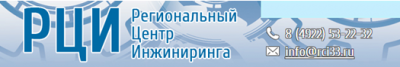 РЦИ
Региональный
Центр
Инжиниринга
8 (4922) 53-22-32
info@rci33.ru